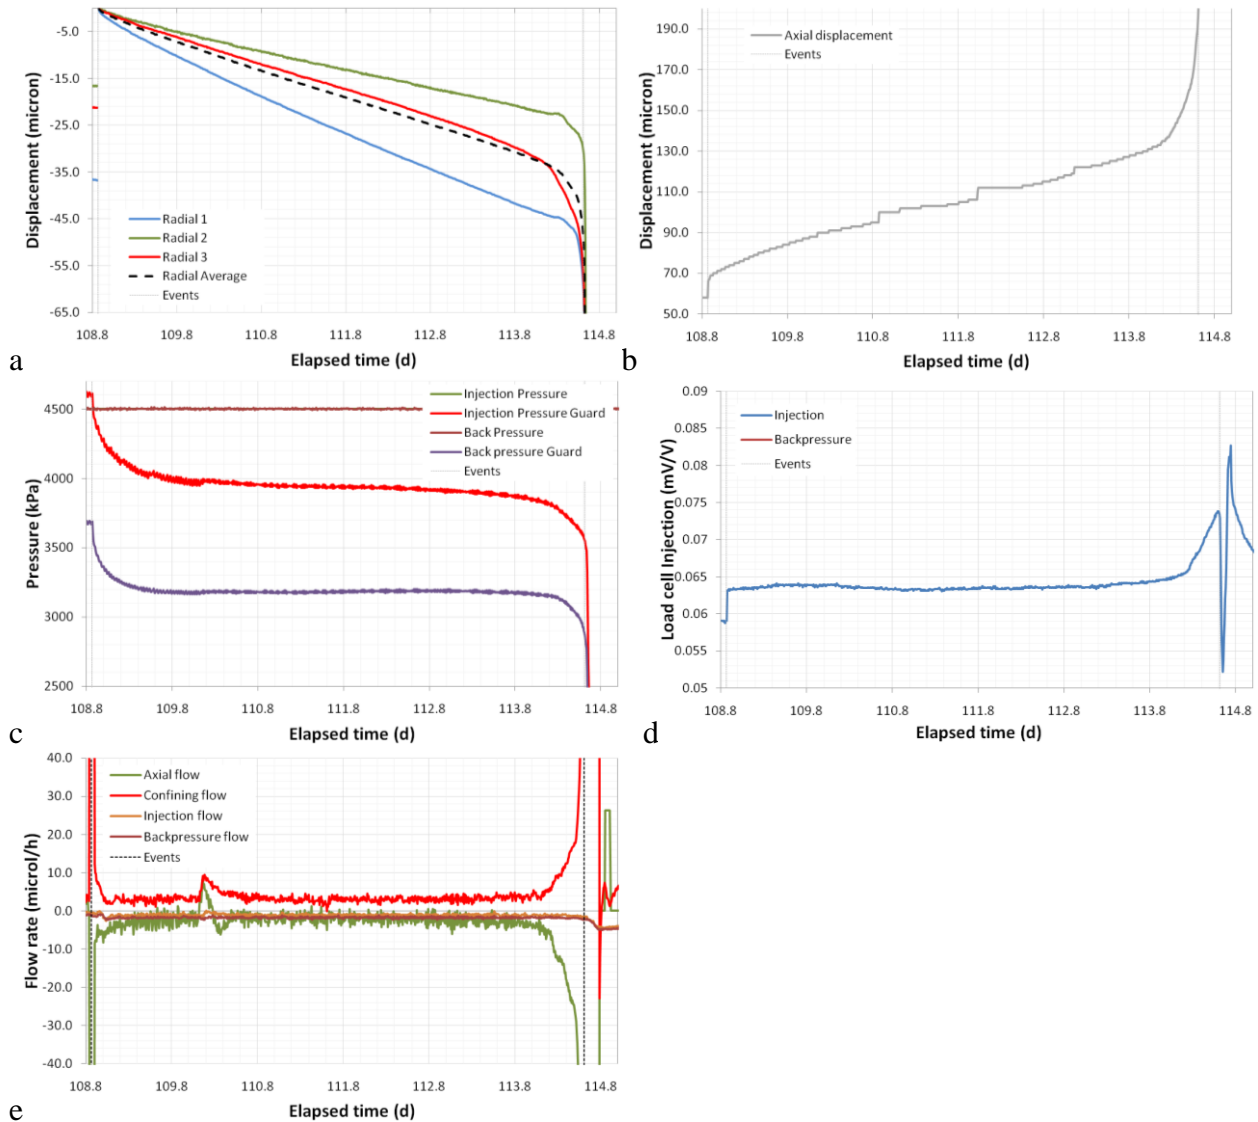 -5.0
-15.0
-25.0
-35.0
-45.0
-55.0
-65.0
Displacement (micron)
Radial 1
Radial 2
Radial 3
Radial Average
Events
108.8 109.8 110.8 111.8 112.8 113.8 114.8
Elapsed time (d)
a
190.0
170.0
150.0
130.0
110.0
90.0
70.0
50.0
Displacement (micron)
Axial displacement
Events
108.8 109.8 110.8 111.8 112.8 113.8 114.8
Elapsed time (d)
b
4500
4000
3500
3000
2500
Pressure (kPa)
Injection Pressure
Injection Pressure Guard
Back Pressure
Back pressure Guard
Events
108.8 109.8 110.8 111.8 112.8 113.8 114.8
Elapsed time (d)
c
0.09
0.085
0.08
0.075
0.07
0.065
0.06
0.055
0.05
Load cell Injection (mV/V)
Injection
Backpressure
Events
108.8 109.8 110.8 111.8 112.8 113.8 114.8
Elapsed time (d)
d
40.0
30.0
20.0
10.0
0.0
-10.0
-20.0
-30.0
-40.0
Flow rate (microl/h)
Axial flow
Confining flow
Injection flow
Backpressure flow
Events
108.8 109.8 110.8 111.8 112.8 113.8 114.8
Elapsed time (d)
e